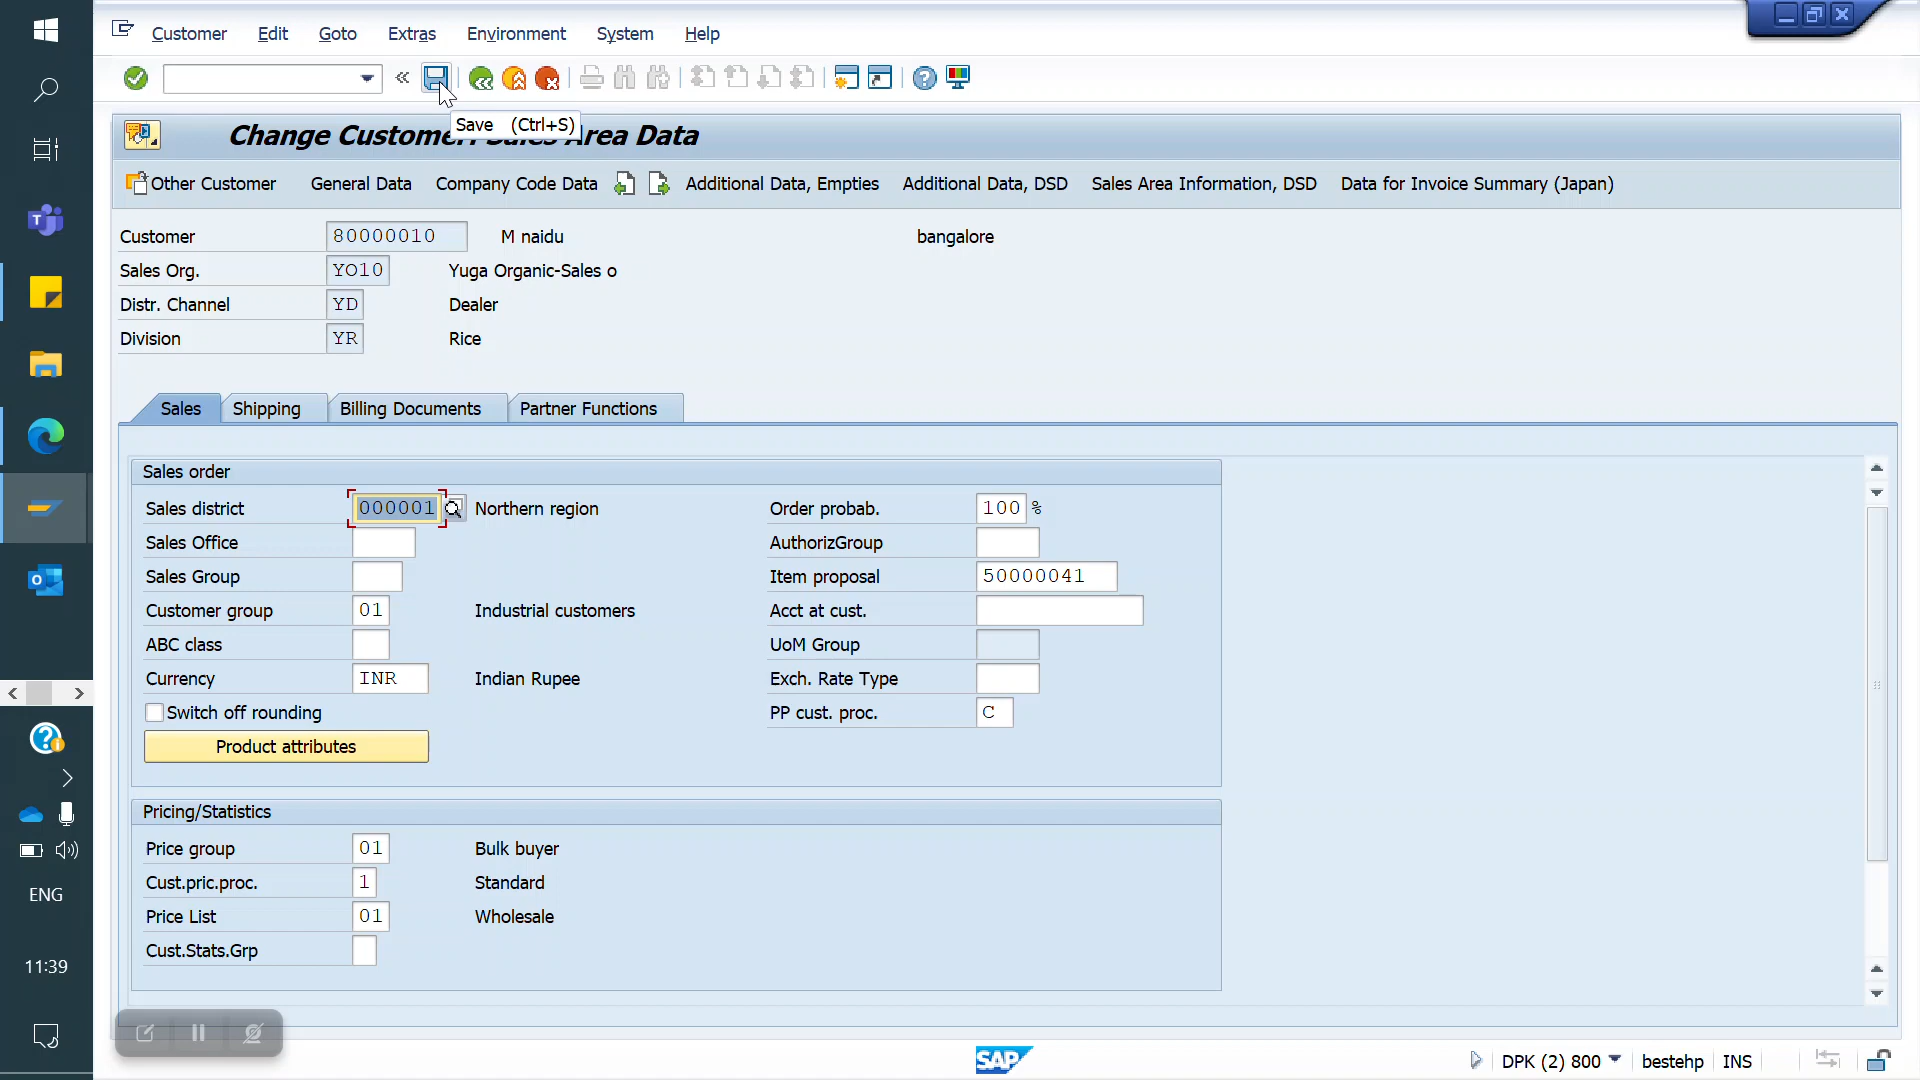 Customer Edit Goto Extras Environment System Help
Save (Ctrl+S)
Change Customer: Sales Area Data
Other Customer General Data Company Code Data Additional Data, Empties Additional Data, DSD Sales Area Information, DSD Data for Invoice Summary (Japan)
Customer 80000010 M naidu bangalore
Sales Org. YO10 Yuga Organic-Sales o
Distr. Channel YD Dealer
Division YR Rice
Sales Shipping Billing Documents Partner Functions
Sales order
Sales district 000001 Northern region Order probab. 100 %
Sales Office AuthorizGroup
Sales Group Item proposal 50000041
Customer group 01 Industrial customers Acct at cust.
ABC class UoM Group
Currency INR Indian Rupee Exch. Rate Type
Switch off rounding PP cust. proc. C
Product attributes
Pricing/Statistics
Price group 01 Bulk buyer
Cust.pric.proc. 1 Standard
Price List 01 Wholesale
Cust.Stats.Grp
ENG
11:39
SAP DPK (2) 800 bestehp INS